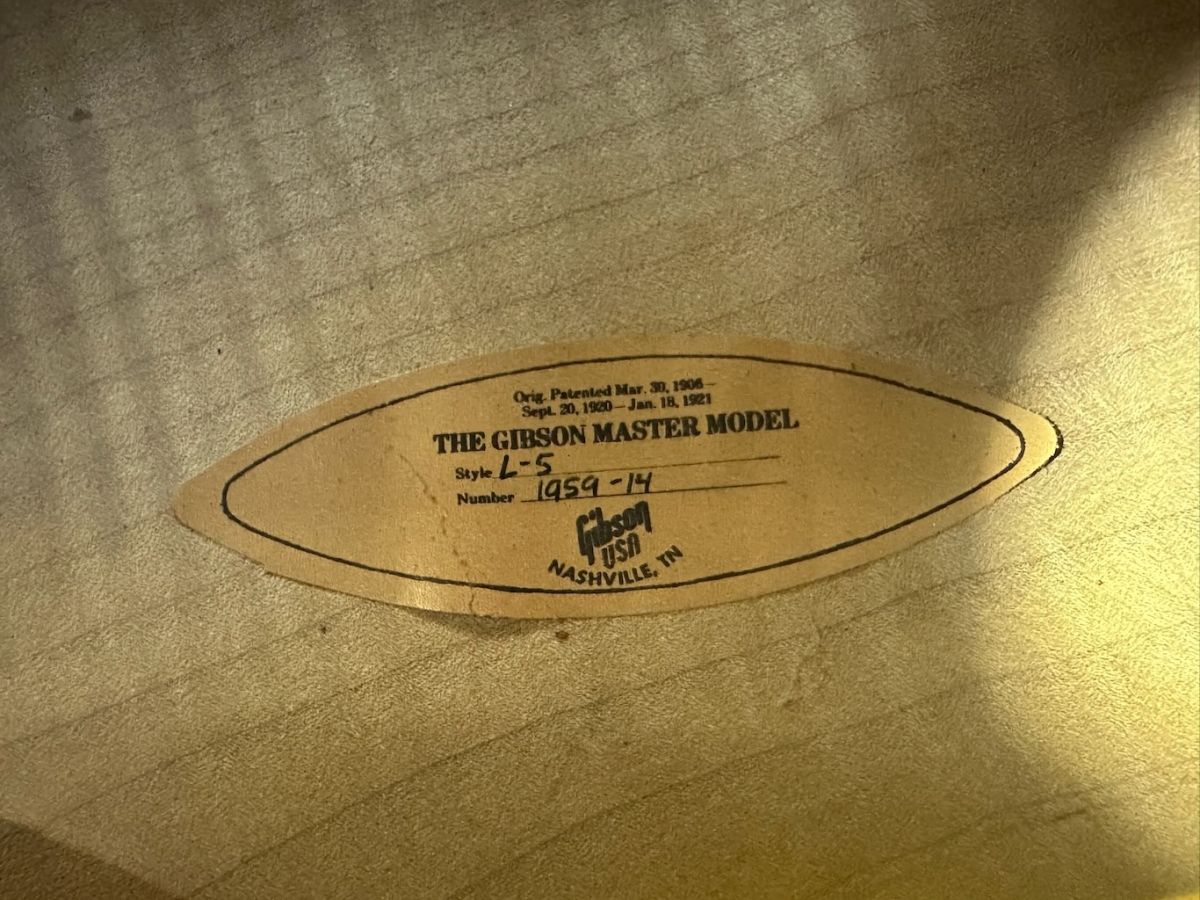 Orig. Patented Mar. 30, 1906 –
Sept. 20, 1920 – Jan. 18, 1921
THE GIBSON MASTER MODEL
Style L-5
Number 1959-14
Gibson
USA
NASHVILLE, TN